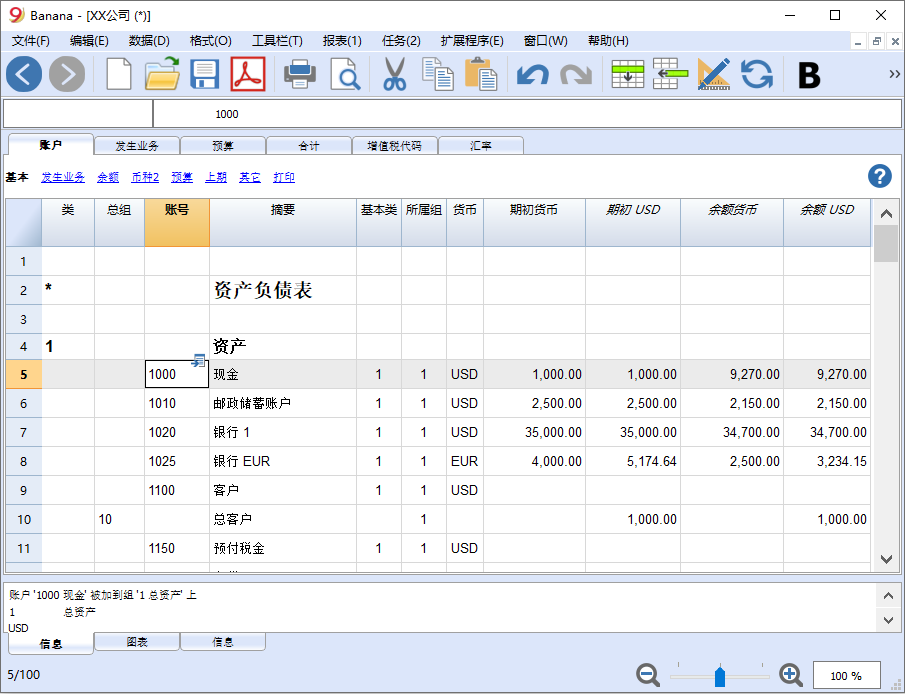 Banana - [XX公司 (*)]
文件(F) 编辑(E) 数据(D) 格式(O) 工具栏(T) 报表(1) 任务(2) 扩展程序(E) 窗口(W) 帮助(H)
B
1000
账户 发生业务 预算 合计 增值税代码 汇率
基本 发生业务 余额 币种2 预算 上期 其它 打印
类 总组 账号 摘要 基本类 所属组 货币 期初货币 期初 USD 余额货币 余额 USD
1
2 * 资产负债表
3
4 1 资产
5 1000 现金 1 1 USD 1,000.00 1,000.00 9,270.00 9,270.00
6 1010 邮政储蓄账户 1 1 USD 2,500.00 2,500.00 2,150.00 2,150.00
7 1020 银行 1 1 1 USD 35,000.00 35,000.00 34,700.00 34,700.00
8 1025 银行 EUR 1 1 EUR 4,000.00 5,174.64 2,500.00 3,234.15
9 1100 客户 1 1 USD
10 10 总客户 1 1,000.00 1,000.00
11 1150 预付税金 1 1 USD
账户 '1000 现金' 被加到组 '1 总资产' 上
1 总资产
USD
信息 图表 信息
5/100 100 %